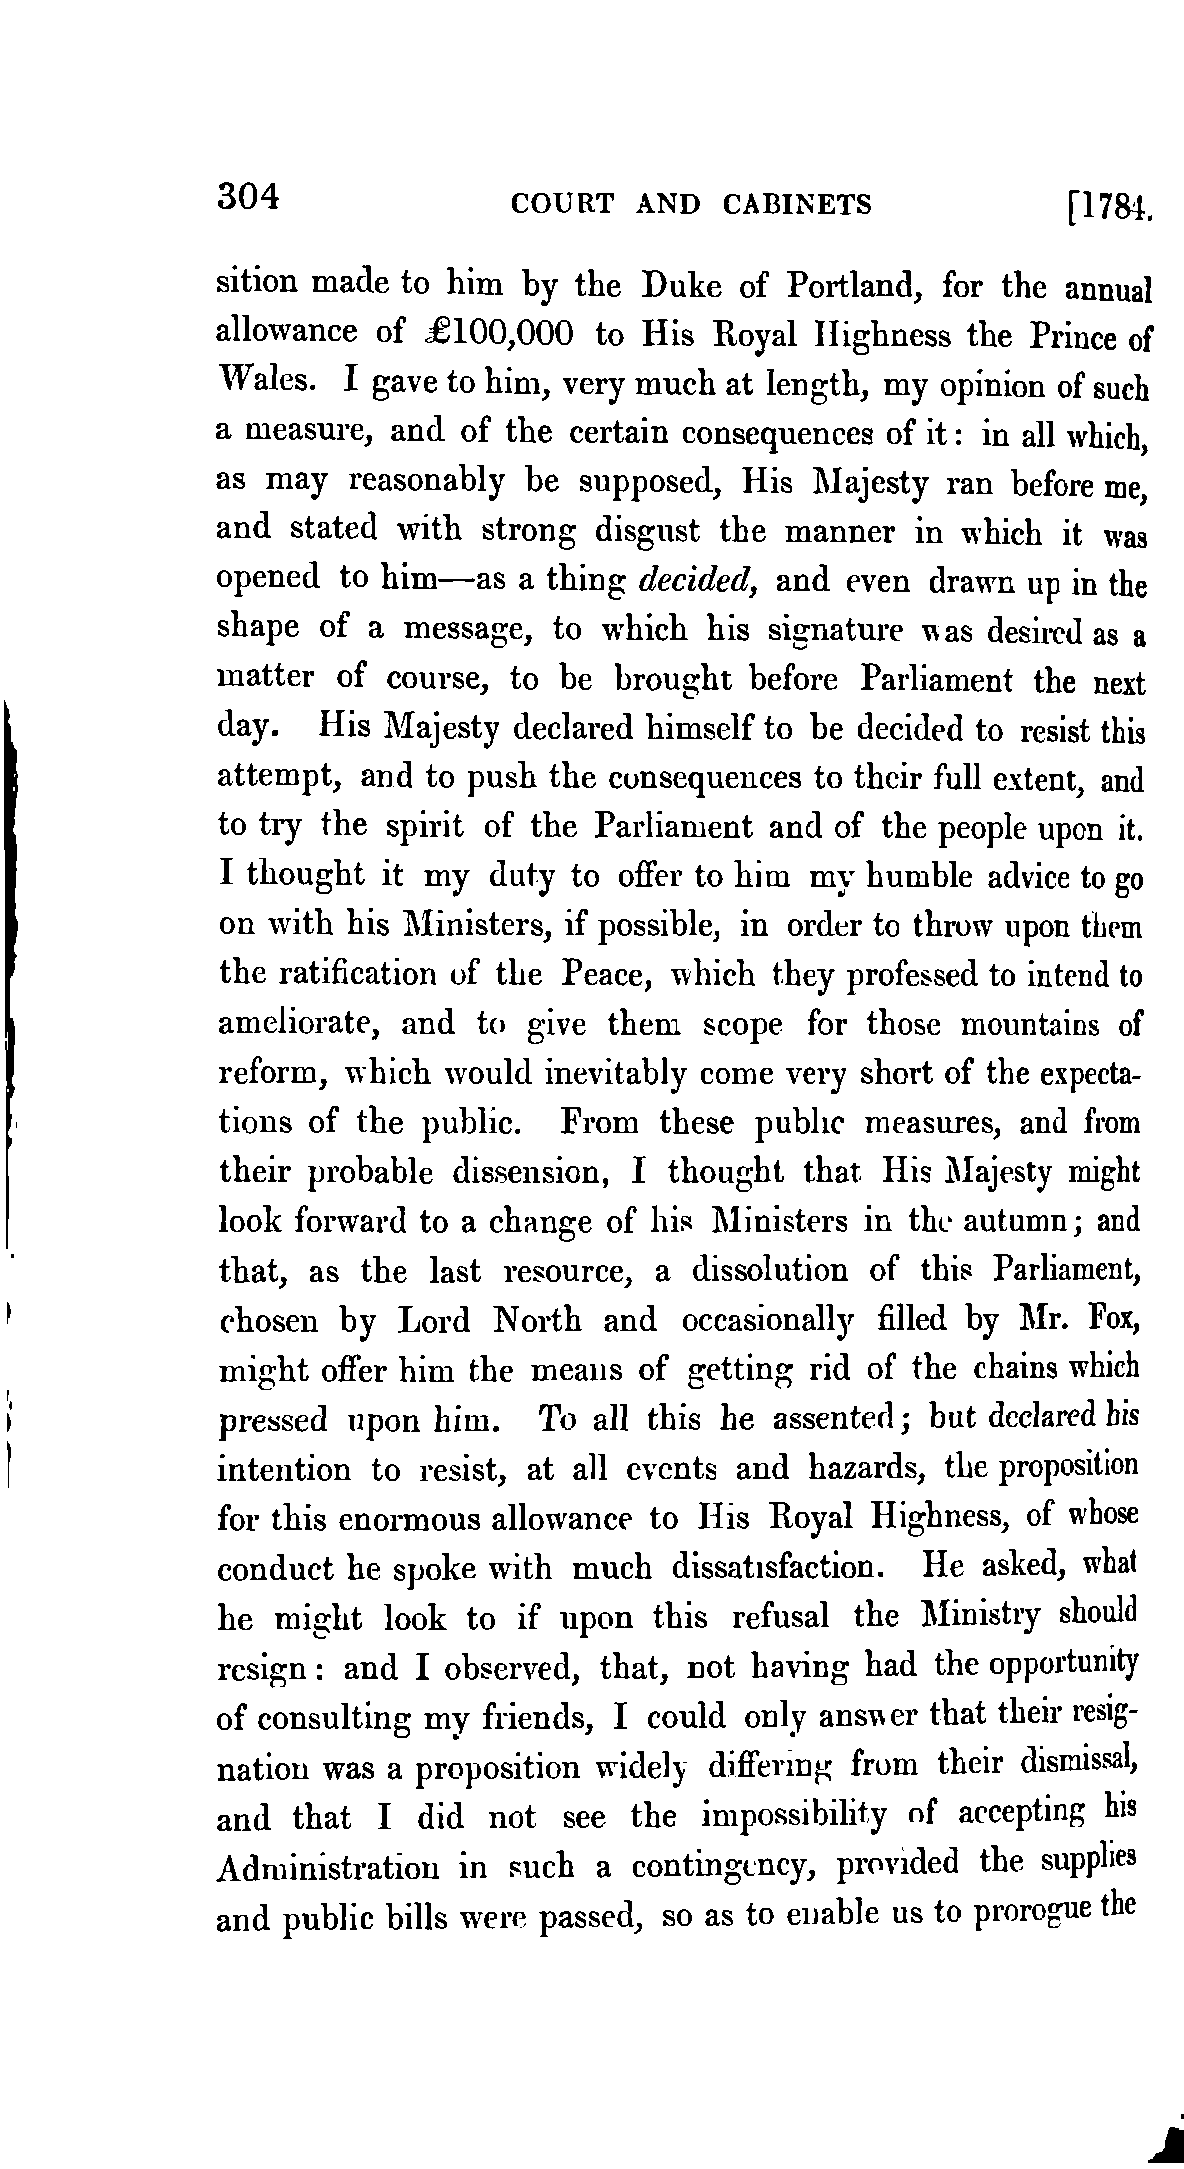 304 COURT AND CABINETS [1784.
sition made to him by the Duke of Portland, for the annual
allowance of £100,000 to His Royal Highness the Prince of
Wales. I gave to him, very much at length, my opinion of such
a measure, and of the certain consequences of it: in all which,
as may reasonably be supposed, His Majesty ran before me,
and stated with strong disgust the manner in which it was
opened to him—as a thing decided, and even drawn up in the
shape of a message, to which his signature was desired as a
matter of course, to be brought before Parliament the next
day. His Majesty declared himself to be decided to resist this
attempt, and to push the consequences to their full extent, and
to try the spirit of the Parliament and of the people upon it.
I thought it my duty to offer to him my humble advice to go
on with his Ministers, if possible, in order to throw upon them
the ratification of the Peace, which they professed to intend to
ameliorate, and to give them scope for those mountains of
reform, which would inevitably come very short of the expecta-
tions of the public. From these public measures, and from
their probable dissension, I thought that His Majesty might
look forward to a change of his Ministers in the autumn; and
that, as the last resource, a dissolution of this Parliament,
chosen by Lord North and occasionally filled by Mr. Fox,
might offer him the means of getting rid of the chains which
pressed upon him. To all this he assented; but declared his
intention to resist, at all events and hazards, the proposition
for this enormous allowance to His Royal Highness, of whose
conduct he spoke with much dissatisfaction. He asked, what
he might look to if upon this refusal the Ministry should
resign: and I observed, that, not having had the opportunity
of consulting my friends, I could only answer that their resig-
nation was a proposition widely differing from their dismissal,
and that I did not see the impossibility of accepting his
Administration in such a contingency, provided the supplies
and public bills were passed, so as to enable us to prorogue the